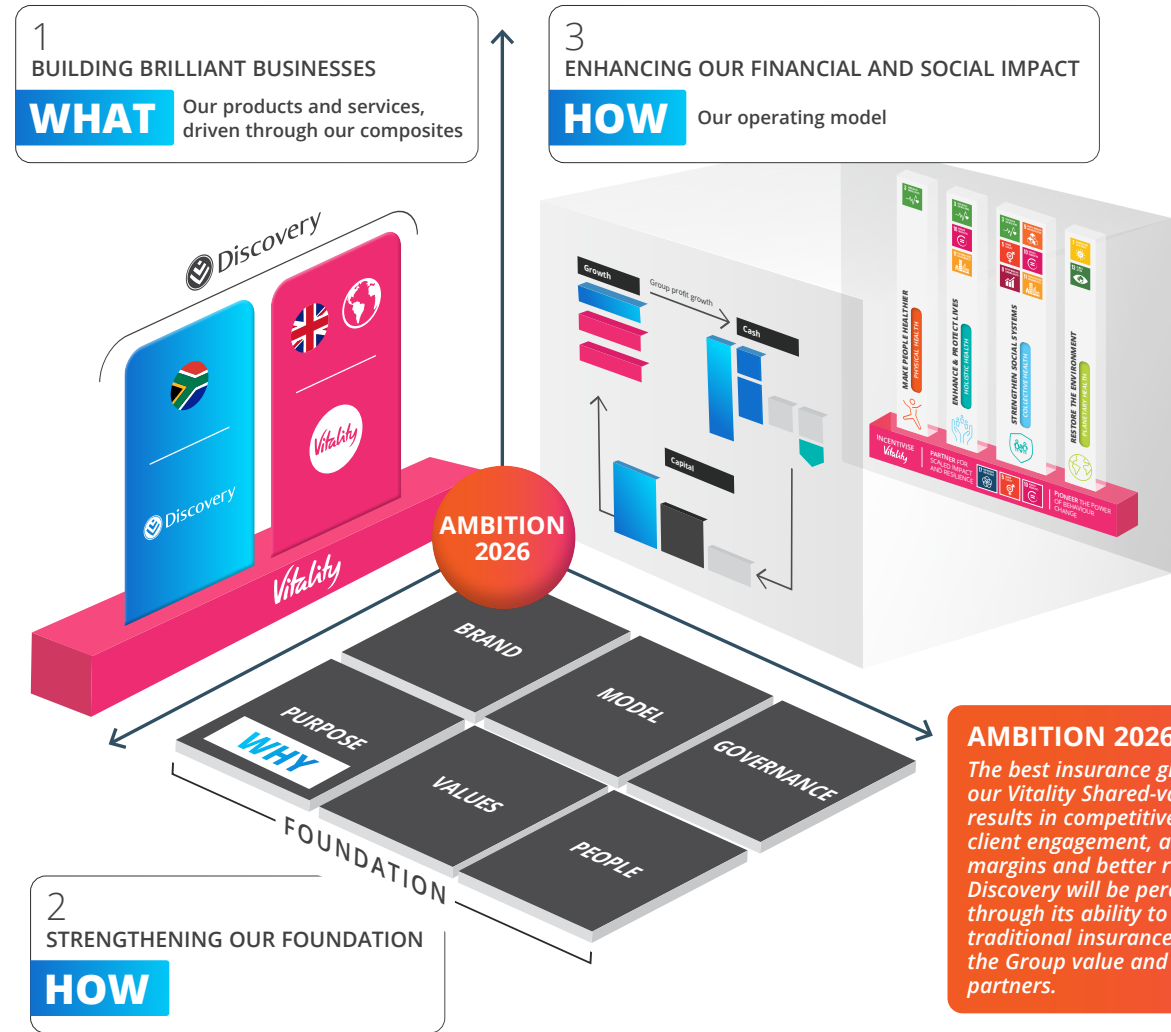 1
BUILDING BRILLIANT BUSINESSES
WHAT
Our products and services,
driven through our composites
3
ENHANCING OUR FINANCIAL AND SOCIAL IMPACT
HOW
Our operating model
Discovery
Discovery
Vitality
Vitality
AMBITION
2026
Growth
Group profit growth
Cash
Capital
MAKE PEOPLE HEALTHIER
PHYSICAL HEALTH
ENHANCE & PROTECT LIVES
HOLISTIC HEALTH
STRENGTHEN SOCIAL SYSTEMS
COLLECTIVE HEALTH
RESTORE THE ENVIRONMENT
PLANETARY HEALTH
INCENTIVISE
Vitality
PARTNER FOR
SCALED IMPACT
AND RESILIENCE
PIONEER THE POWER
OF BEHAVIOUR
CHANGE
BRAND
MODEL
GOVERNANCE
PURPOSE
WHY
VALUES
PEOPLE
FOUNDATION
2
STRENGTHENING OUR FOUNDATION
HOW
AMBITION 2026
The best insurance
our Vitality
results in competitive
client engagement,
margins and better
Discovery will be
through its ability to
traditional insurance
the Group value and
partners.